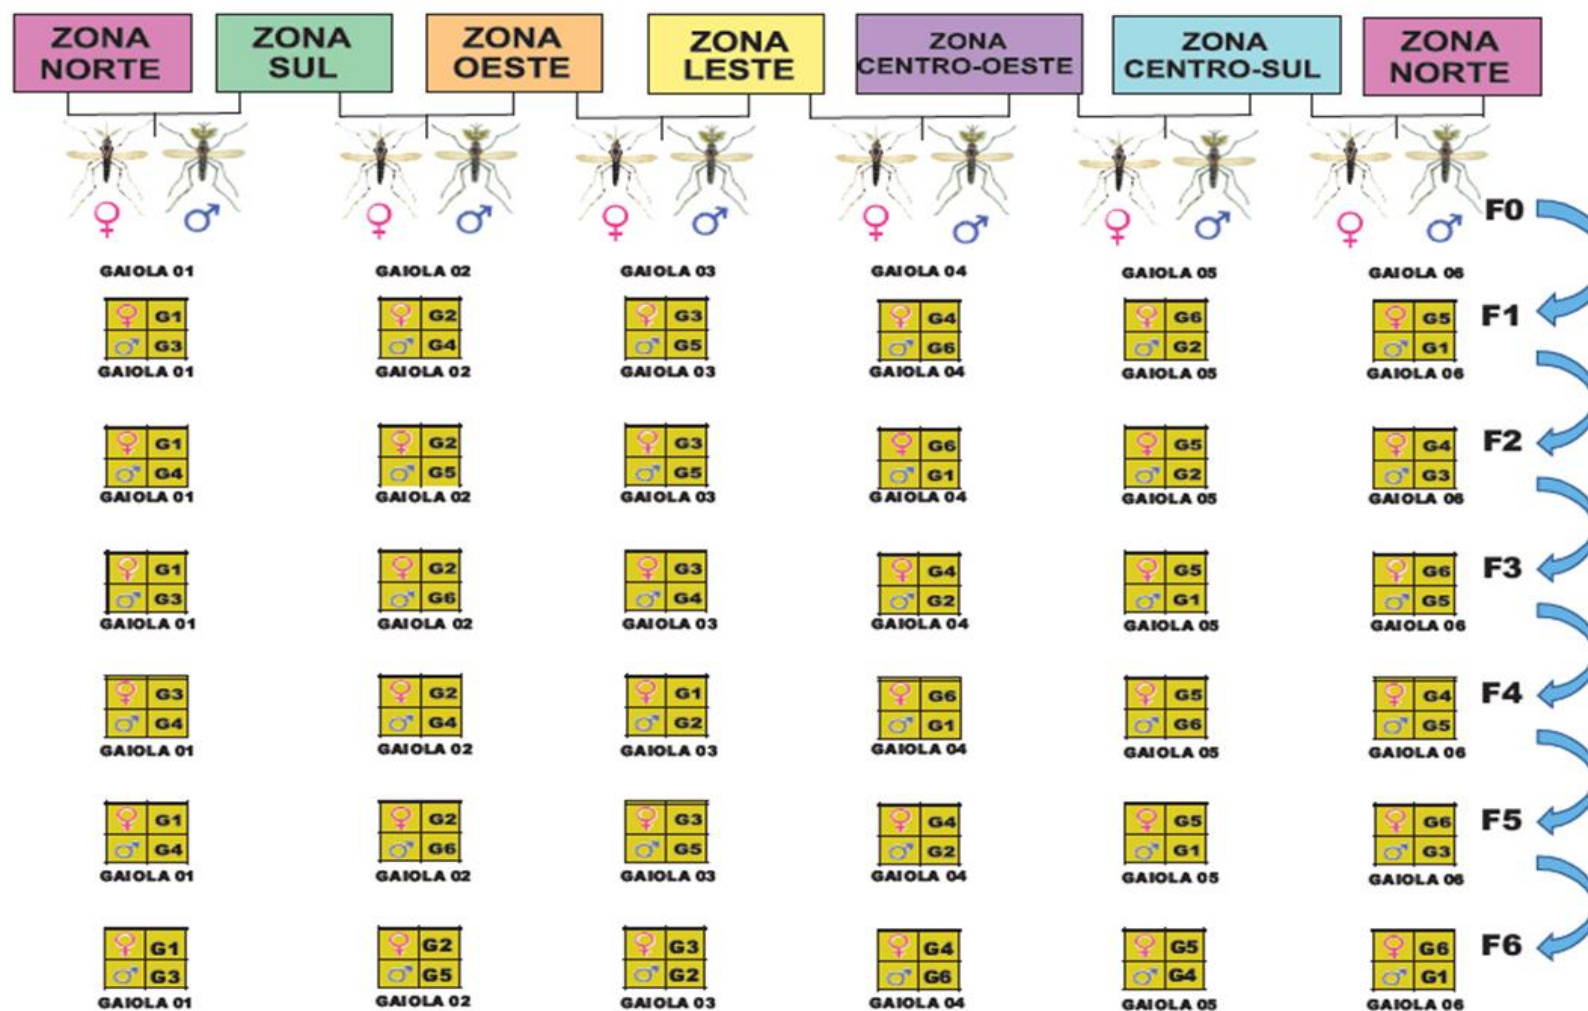 ZONA NORTE
ZONA SUL
ZONA OESTE
ZONA LESTE
ZONA CENTRO-OESTE
ZONA CENTRO-SUL
ZONA NORTE
♀ ♂ ♀ ♂ ♀ ♂ ♀ ♂ ♀ ♂ ♀ ♂ F0
GAIOLA 01 GAIOLA 02 GAIOLA 03 GAIOLA 04 GAIOLA 05 GAIOLA 06
♀ G1 ♀ G2 ♀ G3 ♀ G4 ♀ G6 ♀ G5 F1
♂ G3 ♂ G4 ♂ G5 ♂ G6 ♂ G2 ♂ G1
GAIOLA 01 GAIOLA 02 GAIOLA 03 GAIOLA 04 GAIOLA 05 GAIOLA 06
♀ G1 ♀ G2 ♀ G3 ♀ G6 ♀ G5 ♀ G4 F2
♂ G4 ♂ G5 ♂ G5 ♂ G1 ♂ G2 ♂ G3
GAIOLA 01 GAIOLA 02 GAIOLA 03 GAIOLA 04 GAIOLA 05 GAIOLA 06
♀ G1 ♀ G2 ♀ G3 ♀ G4 ♀ G5 ♀ G6 F3
♂ G3 ♂ G6 ♂ G4 ♂ G2 ♂ G1 ♂ G5
GAIOLA 01 GAIOLA 02 GAIOLA 03 GAIOLA 04 GAIOLA 05 GAIOLA 06
♀ G3 ♀ G2 ♀ G1 ♀ G6 ♀ G5 ♀ G4 F4
♂ G4 ♂ G4 ♂ G2 ♂ G1 ♂ G6 ♂ G5
GAIOLA 01 GAIOLA 02 GAIOLA 03 GAIOLA 04 GAIOLA 05 GAIOLA 06
♀ G1 ♀ G2 ♀ G3 ♀ G4 ♀ G5 ♀ G6 F5
♂ G4 ♂ G6 ♂ G5 ♂ G2 ♂ G1 ♂ G3
GAIOLA 01 GAIOLA 02 GAIOLA 03 GAIOLA 04 GAIOLA 05 GAIOLA 06
♀ G1 ♀ G2 ♀ G3 ♀ G4 ♀ G5 ♀ G6 F6
♂ G3 ♂ G5 ♂ G2 ♂ G6 ♂ G4 ♂ G1
GAIOLA 01 GAIOLA 02 GAIOLA 03 GAIOLA 04 GAIOLA 05 GAIOLA 06